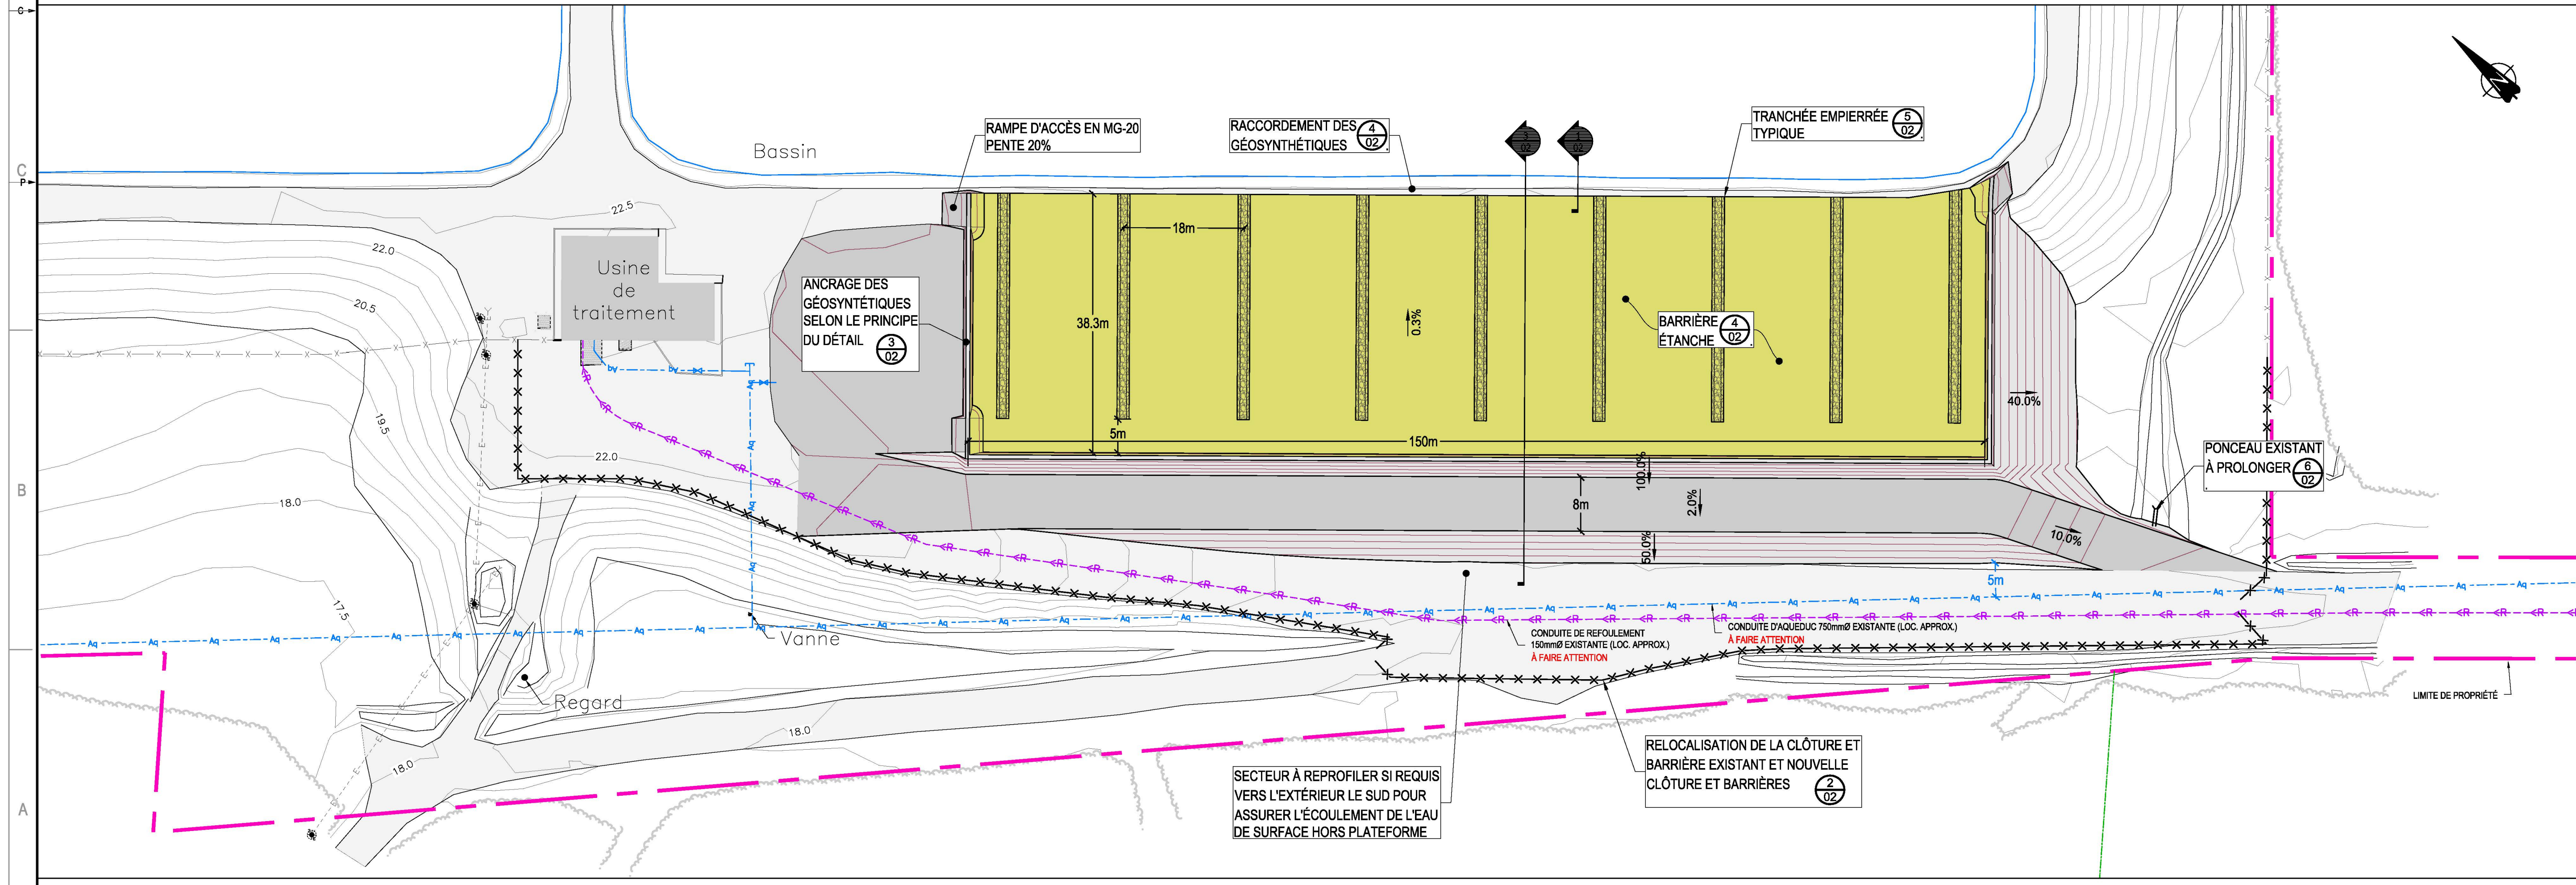 C
P
C
B
A
Bassin
RAMPE D'ACCÈS EN MG-20
PENTE 20%
RACCORDEMENT DES
GÉOSYNTHÉTIQUES
4
02
3
02
1
02
TRANCHÉE EMPIERRÉE
TYPIQUE
5
02
N
22.5
22.0
20.5
19.5
18.0
17.5
22.0
18.0
18.0
Usine
de
traitement
ANCRAGE DES
GÉOSYNTÉTIQUES
SELON LE PRINCIPE
DU DÉTAIL
3
02
18m
38.3m
0.3%
BARRIÈRE
ÉTANCHE
4
02
5m
150m
40.0%
100.0%
8m
2.0%
50.0%
10.0%
5m
PONCEAU EXISTANT
À PROLONGER
6
02
Vanne
Regard
CONDUITE DE REFOULEMENT
150mmØ EXISTANTE (LOC. APPROX.)
À FAIRE ATTENTION
CONDUITE D'AQUEDUC 750mmØ EXISTANTE (LOC. APPROX.)
À FAIRE ATTENTION
LIMITE DE PROPRIÉTÉ
RELOCALISATION DE LA CLÔTURE ET
BARRIÈRE EXISTANT ET NOUVELLE
CLÔTURE ET BARRIÈRES
2
02
SECTEUR À REPROFILER SI REQUIS
VERS L'EXTÉRIEUR LE SUD POUR
ASSURER L'ÉCOULEMENT DE L'EAU
DE SURFACE HORS PLATEFORME